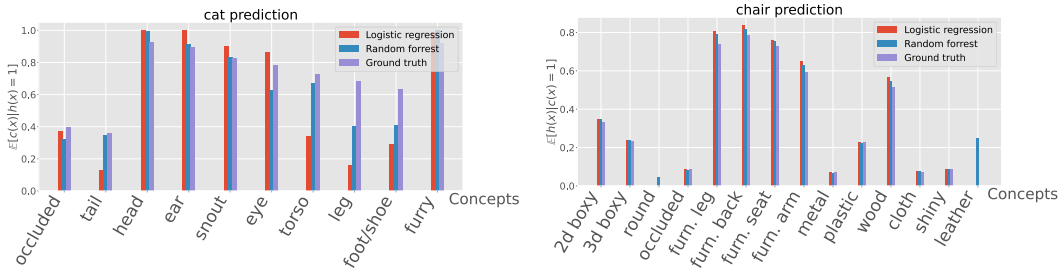 cat prediction
𝔼[c(x)|h(x) = 1]
1.0
0.8
0.6
0.4
0.2
0.0
Logistic regression
Random forrest
Ground truth
occluded
tail
head
ear
snout
eye
torso
leg
foot/shoe
furry
Concepts
chair prediction
𝔼[h(x)|c(x) = 1]
0.8
0.6
0.4
0.2
0.0
Logistic regression
Random forrest
Ground truth
2d boxy
3d boxy
round
occluded
furn. leg
furn. back
furn. seat
furn. arm
metal
plastic
wood
cloth
shiny
leather
Concepts